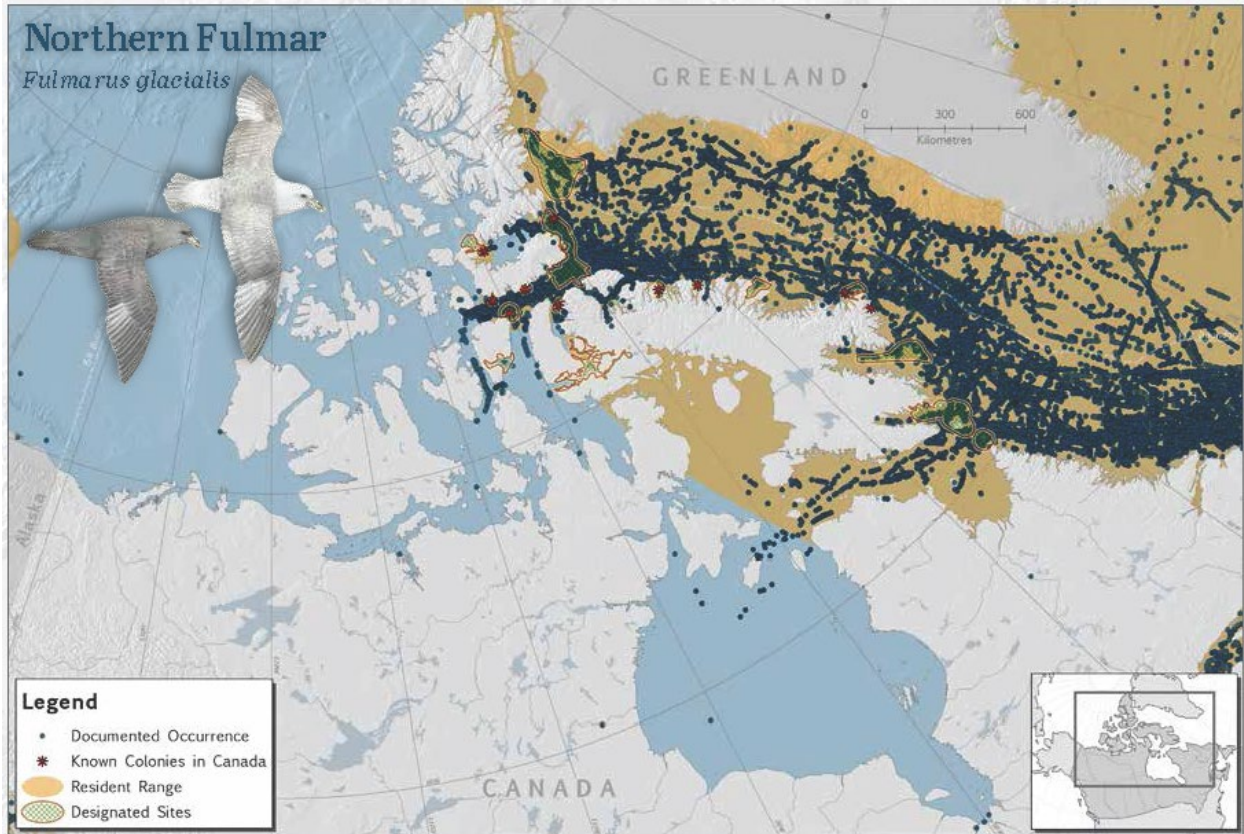 Northern Fulmar
Fulmarus glacialis
GREENLAND
0 300 600
Kilometres
Alaska
CANADA
Legend
Documented Occurrence
Known Colonies in Canada
Resident Range
Designated Sites